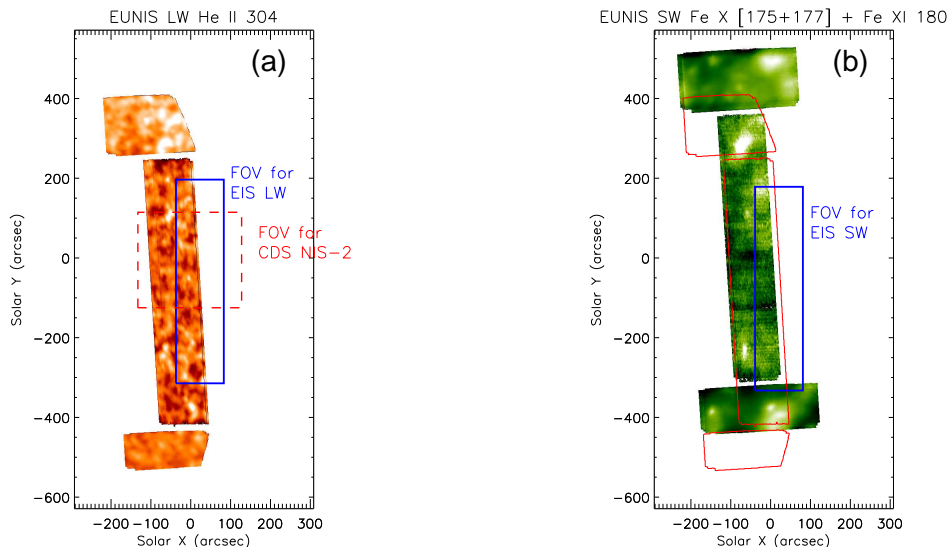 EUNIS LW He II 304
(a)
FOV for
EIS LW
FOV for
CDS NIS-2
Solar Y (arcsec)
400
200
0
-200
-400
-600
-200 -100 0 100 200 300
Solar X (arcsec)
EUNIS SW Fe X [175+177] + Fe XI 180
(b)
FOV for
EIS SW
Solar Y (arcsec)
400
200
0
-200
-400
-600
-200 -100 0 100 200 300
Solar X (arcsec)